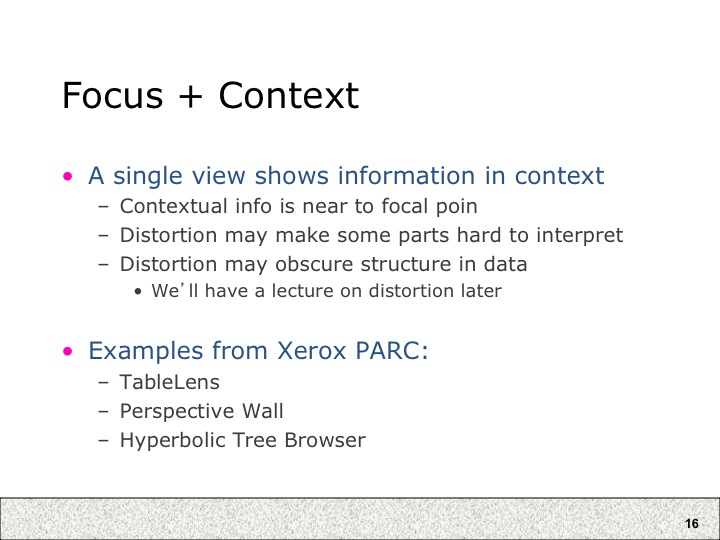 Focus + Context
• A single view shows information in context
– Contextual info is near to focal poin
– Distortion may make some parts hard to interpret
– Distortion may obscure structure in data
• We’ll have a lecture on distortion later
• Examples from Xerox PARC:
– TableLens
– Perspective Wall
– Hyperbolic Tree Browser
16